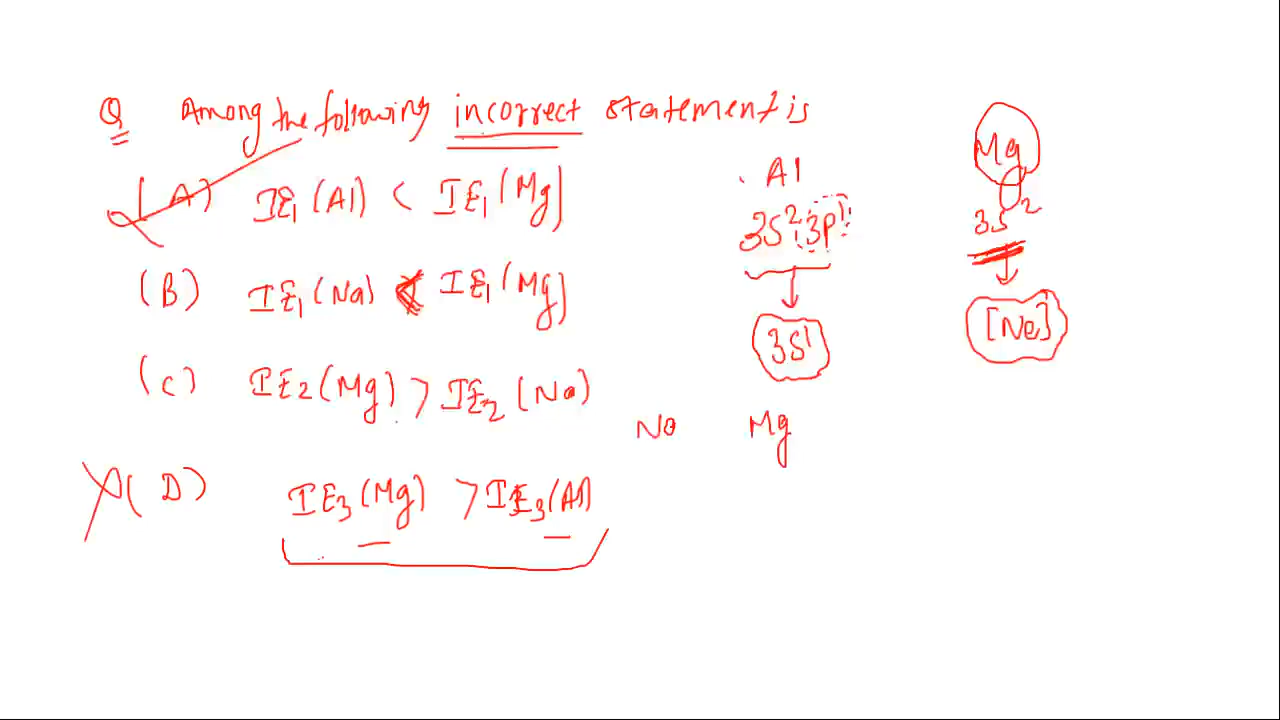 Q Among the following incorrect statement is
(A) IE1 (Al) < IE1 (Mg)
(B) IE1 (Na) < IE1 (Mg)
(C) IE2 (Mg) > IE2 (Na)
(D) IE3 (Mg) > IE3 (Al)
Al
3s² 3p¹
3s¹
Na Mg
Mg
3s²
[Ne]